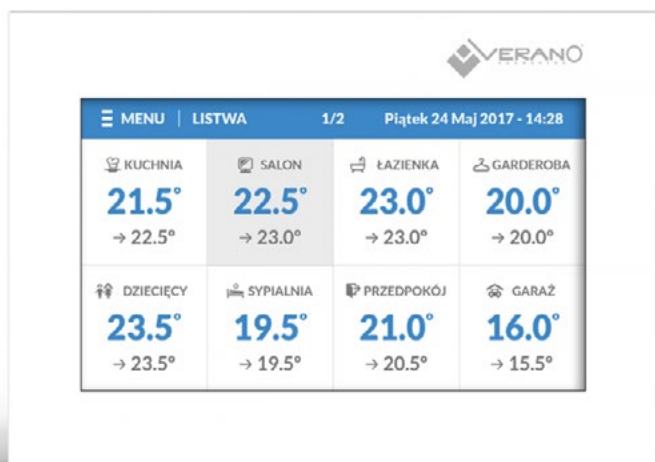 VERANO
MENU | LISTWA 1/2 Piątek 24 Maj 2017 - 14:28
KUCHNIA SALON ŁAZIENKA GARDEROBA
21.5° 22.5° 23.0° 20.0°
→ 22.5° → 23.0° → 23.0° → 20.0°
DZIECIĘCY SYPIALNIA PRZEDPOKÓJ GARAŻ
23.5° 19.5° 21.0° 16.0°
→ 23.5° → 19.5° → 20.5° → 15.5°